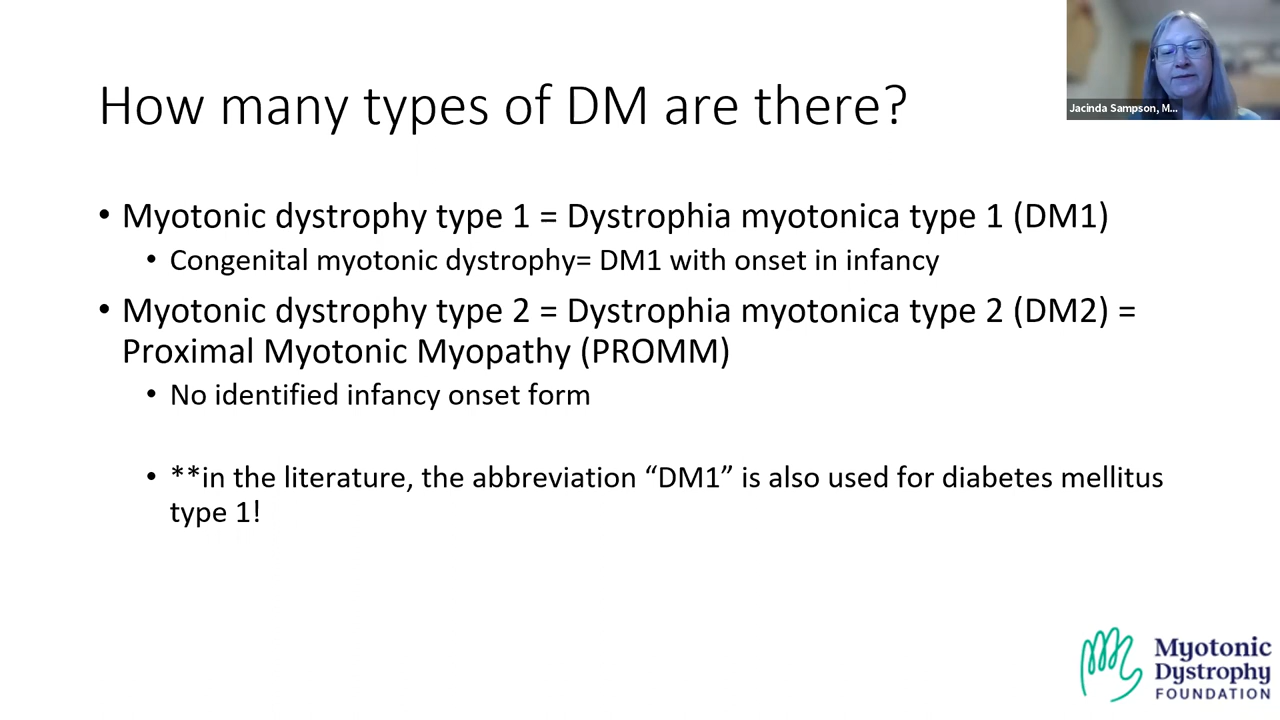 How many types of DM are there?
Jacinda Sampson, M...
• Myotonic dystrophy type 1 = Dystrophia myotonica type 1 (DM1)
• Congenital myotonic dystrophy= DM1 with onset in infancy
• Myotonic dystrophy type 2 = Dystrophia myotonica type 2 (DM2) =
Proximal Myotonic Myopathy (PROMM)
• No identified infancy onset form
• **in the literature, the abbreviation “DM1” is also used for diabetes mellitus
type 1!
Myotonic
Dystrophy
FOUNDATION